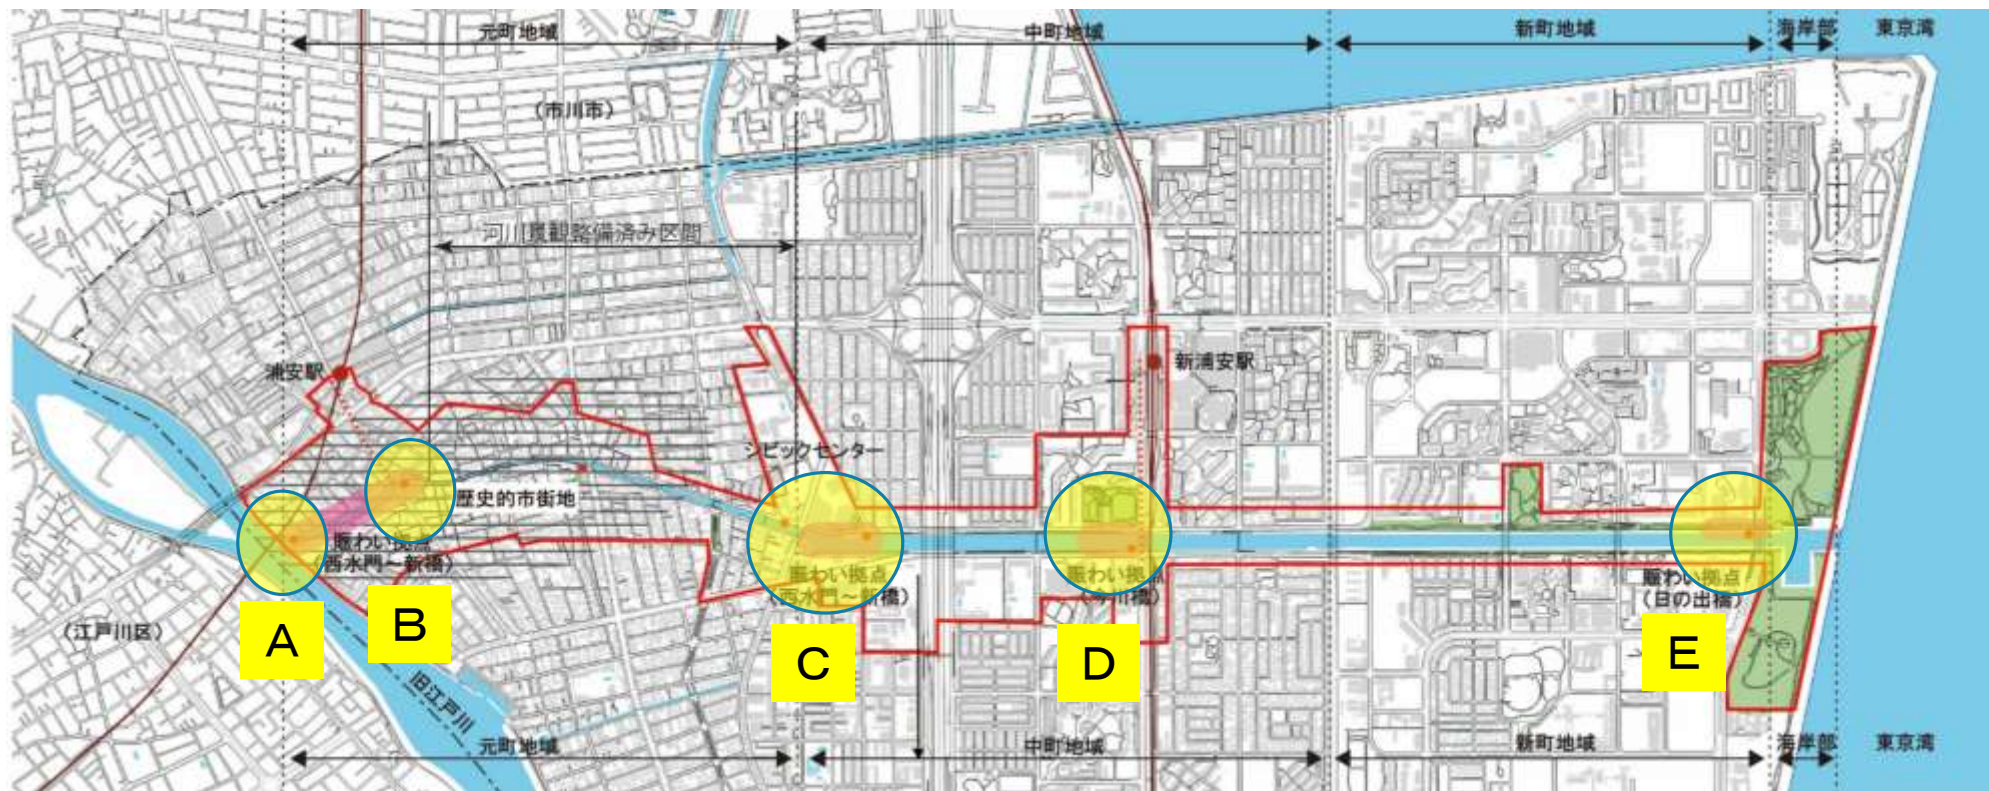 元町地域
中町地域
新町地域
海岸部
東京湾
（市川市）
河川景観整備済み区間
浦安駅
新浦安駅
シビックセンター
歴史的市街地
賑わい拠点
（西水門～新橋）
賑わい拠点
（西水門～新橋）
賑わい拠点
（今川橋）
賑わい拠点
（日の出橋）
A
B
C
D
E
（江戸川区）
旧江戸川
元町地域
中町地域
新町地域
海岸部
東京湾